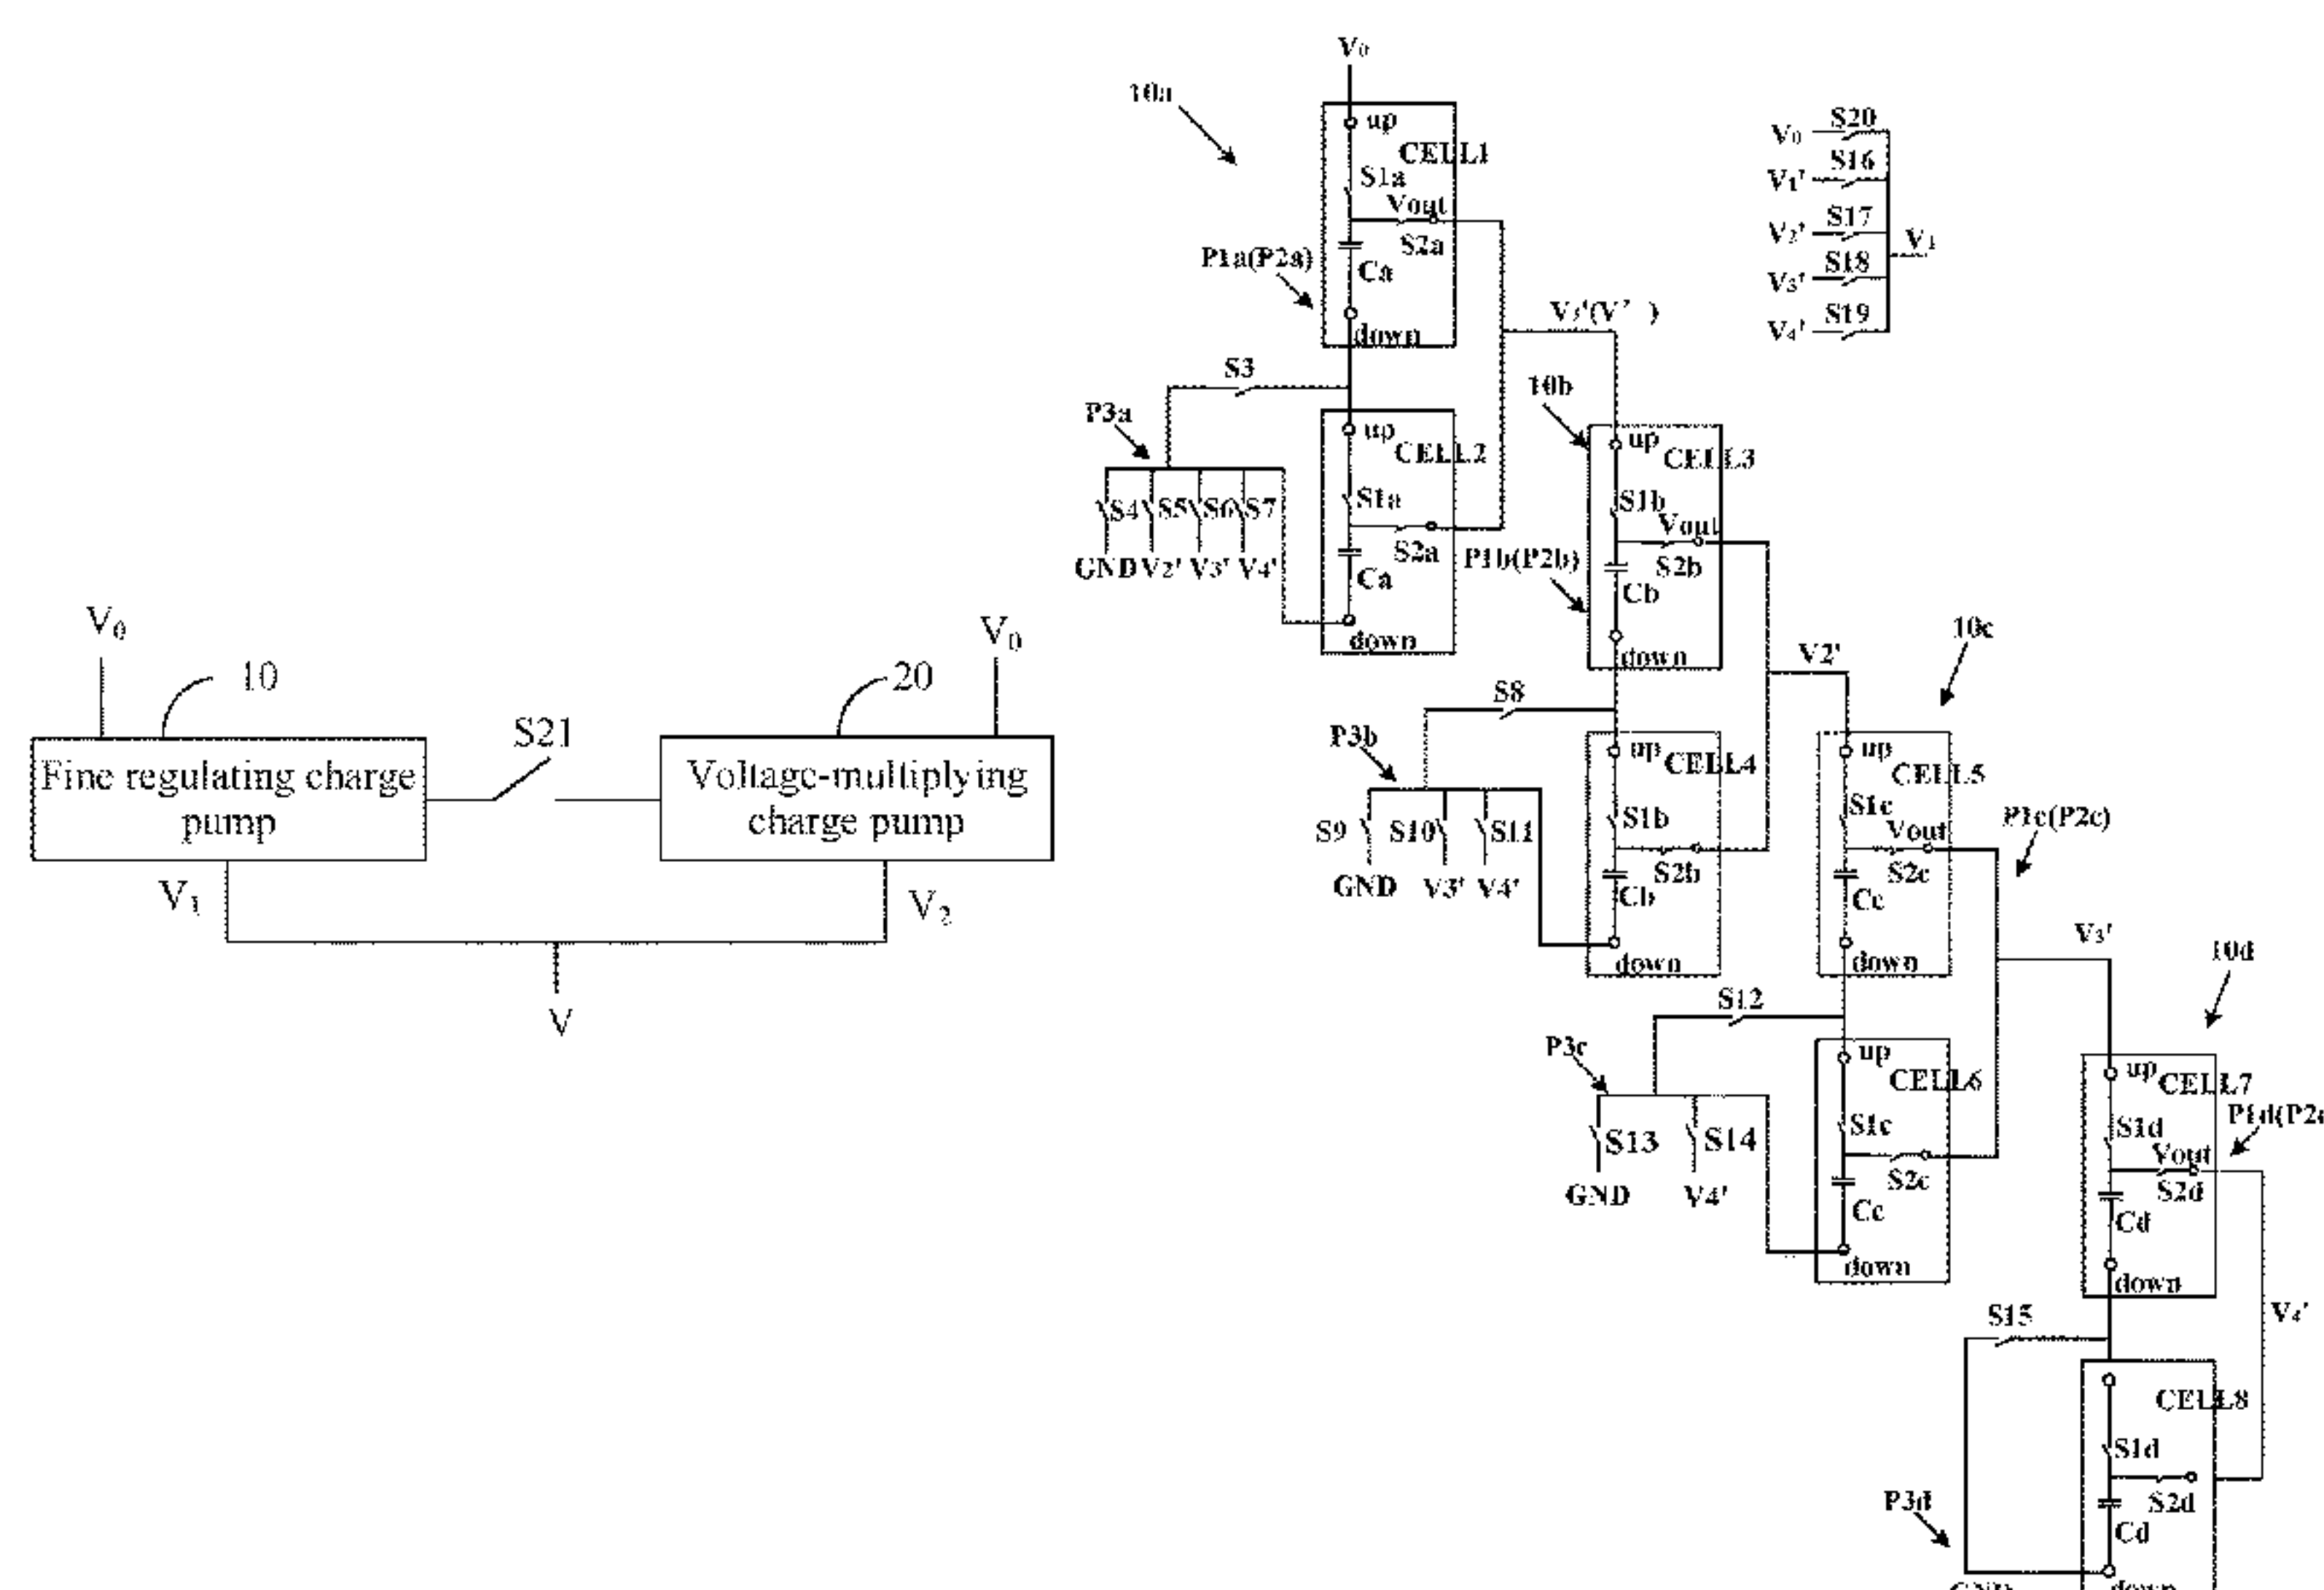 V0
10
V0
20
S21
Fine regulating charge
pump
Voltage-multiplying
charge pump
V1
V2
V
V0
10a
up
CELL1
S1a
Vout
S2a
P1a(P2a)
Ca
down
S3
P3a
up
CELL2
S4 S5 S6 S7
S1a
S2a
GND V2' V3' V4'
Ca
down
V0 S20
V1' S16
V2' S17
V1
V3' S18
V4' S19
10b
up
CELL3
S1b
Vout
S2b
P1b(P2b)
Cb
down
S8
P3b
up
CELL4
S9 S10 S11
S1b
S2b
GND V3' V4'
Cb
down
V2'
10c
up
CELL5
S1c
Vout
S2c
P1c(P2c)
Cc
down
S12
P3c
up
CELL6
S13 S14
S1c
S2c
GND V4'
Cc
down
V3'
10d
up
CELL7
S1d
Vout
S2d
Cd
down
S15
V4'
CELL8
S1d
S2d
P3d
Cd
GND
down